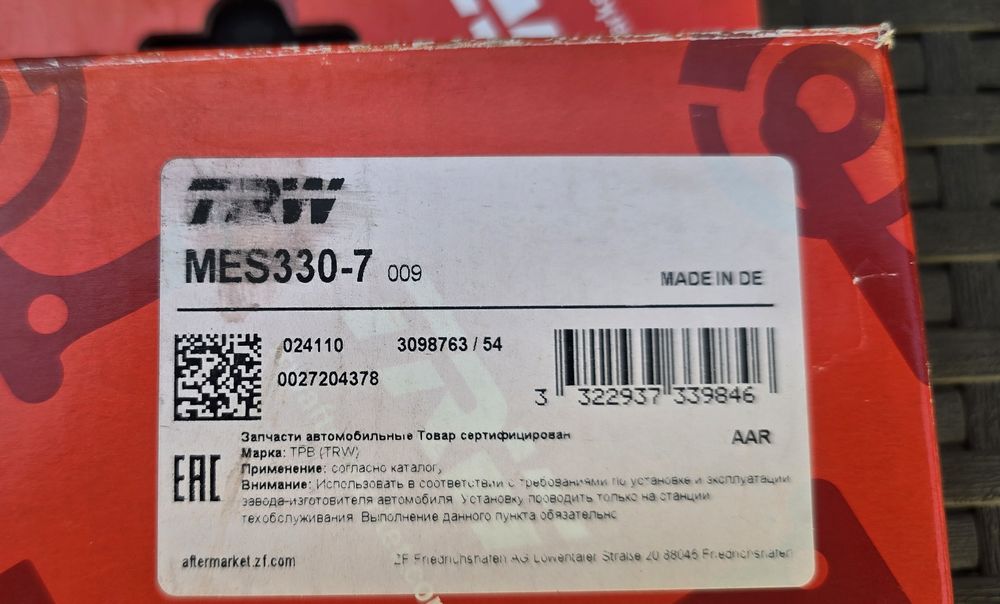 TRW
MES330-7 009
MADE IN DE
024110 3098763 / 54
0027204378
3 322937 339846
AAR
EAC
Запчасти автомобильные Товар сертифицирован
Марка: ТРВ (TRW)
Применение: согласно каталогу
Внимание: Использовать в соответствии с требованиями по установке и эксплуатации
завода-изготовителя автомобиля. Установку проводить только на станции
техобслуживания. Выполнение данного пункта обязательно
aftermarket.zf.com
ZF Friedrichshafen AG Löwentaler Straße 20 88046 Friedrichshafen